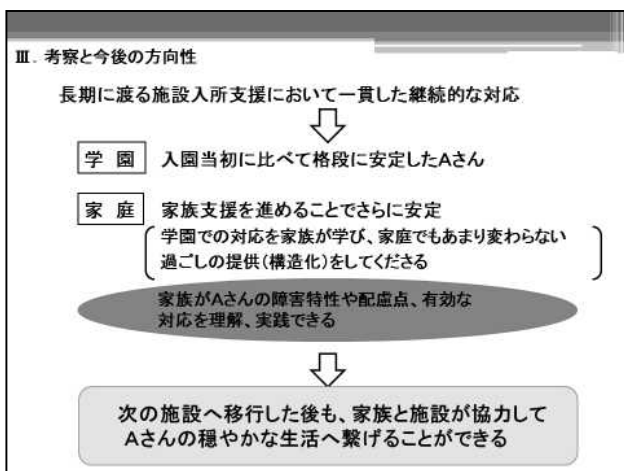 Ⅲ．考察と今後の方向性
長期に渡る施設入所支援において一貫した継続的な対応
学 園 入園当初に比べて格段に安定したAさん
家 庭 家族支援を進めることでさらに安定
学園での対応を家族が学び、家庭でもあまり変わらない
過ごしの提供（構造化）をしてくださる
家族がAさんの障害特性や配慮点、有効な
対応を理解、実践できる
次の施設へ移行した後も、家族と施設が協力して
Aさんの穏やかな生活へ繋げることができる